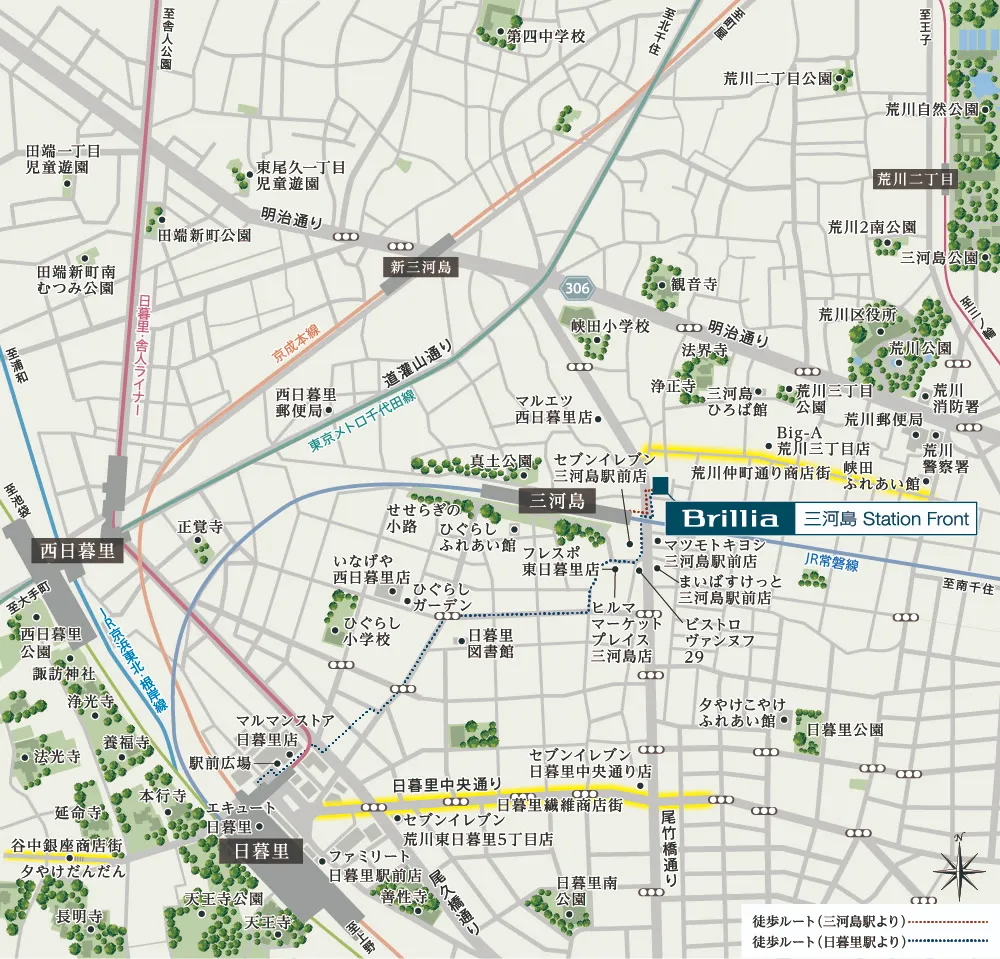 至舎人公園
第四中学校
至北千住
至町屋
至王子
荒川二丁目公園
荒川自然公園
田端一丁目
児童遊園
東尾久一丁目
児童遊園
荒川二丁目
明治通り
田端新町公園
荒川2南公園
三河島公園
田端新町南
むつみ公園
新三河島
306
観音寺
日暮里・舎人ライナー
京成本線
峡田小学校
明治通り
荒川区役所
至三ノ輪
至浦和
道灌山通り
法界寺
荒川公園
西日暮里
郵便局
東京メトロ千代田線
マルエツ
西日暮里店
浄正寺
三河島
ひろば館
荒川三丁目
公園
荒川
消防署
荒川郵便局
Big-A
荒川三丁目店
荒川仲町通り商店街
峡田
ふれあい館
荒川
警察署
真土公園
セブンイレブン
三河島駅前店
至池袋
三河島
せせらぎの
小路
ひぐらし
ふれあい館
Brillia
三河島 Station Front
正覚寺
西日暮里
フレスポ
東日暮里店
マツモトキヨシ
三河島駅前店
JR常磐線
至南千住
いなげや
西日暮里店
まいばすけっと
三河島駅前店
至大手町
ひぐらし
ガーデン
ヒルマ
マーケット
プレイス
三河島店
ビストロ
ヴァンヌフ
29
西日暮里
公園
JR京浜東北 根岸線
ひぐらし
小学校
日暮里
図書館
諏訪神社
浄光寺
夕やけこやけ
ふれあい館
日暮里公園
マルマンストア
日暮里店
養福寺
法光寺
駅前広場
セブンイレブン
日暮里中央通り店
日暮里中央通り
日暮里繊維商店街
本行寺
延命寺
エキュート
日暮里
セブンイレブン
荒川東日暮里5丁目店
尾竹橋通り
谷中銀座商店街
夕やけだんだん
日暮里
ファミリート
日暮里駅前店
尾久橋通り
善性寺
日暮里南
公園
N
天王寺公園
長明寺
天王寺
至上野
徒歩ルート(三河島駅より)
徒歩ルート(日暮里駅より)